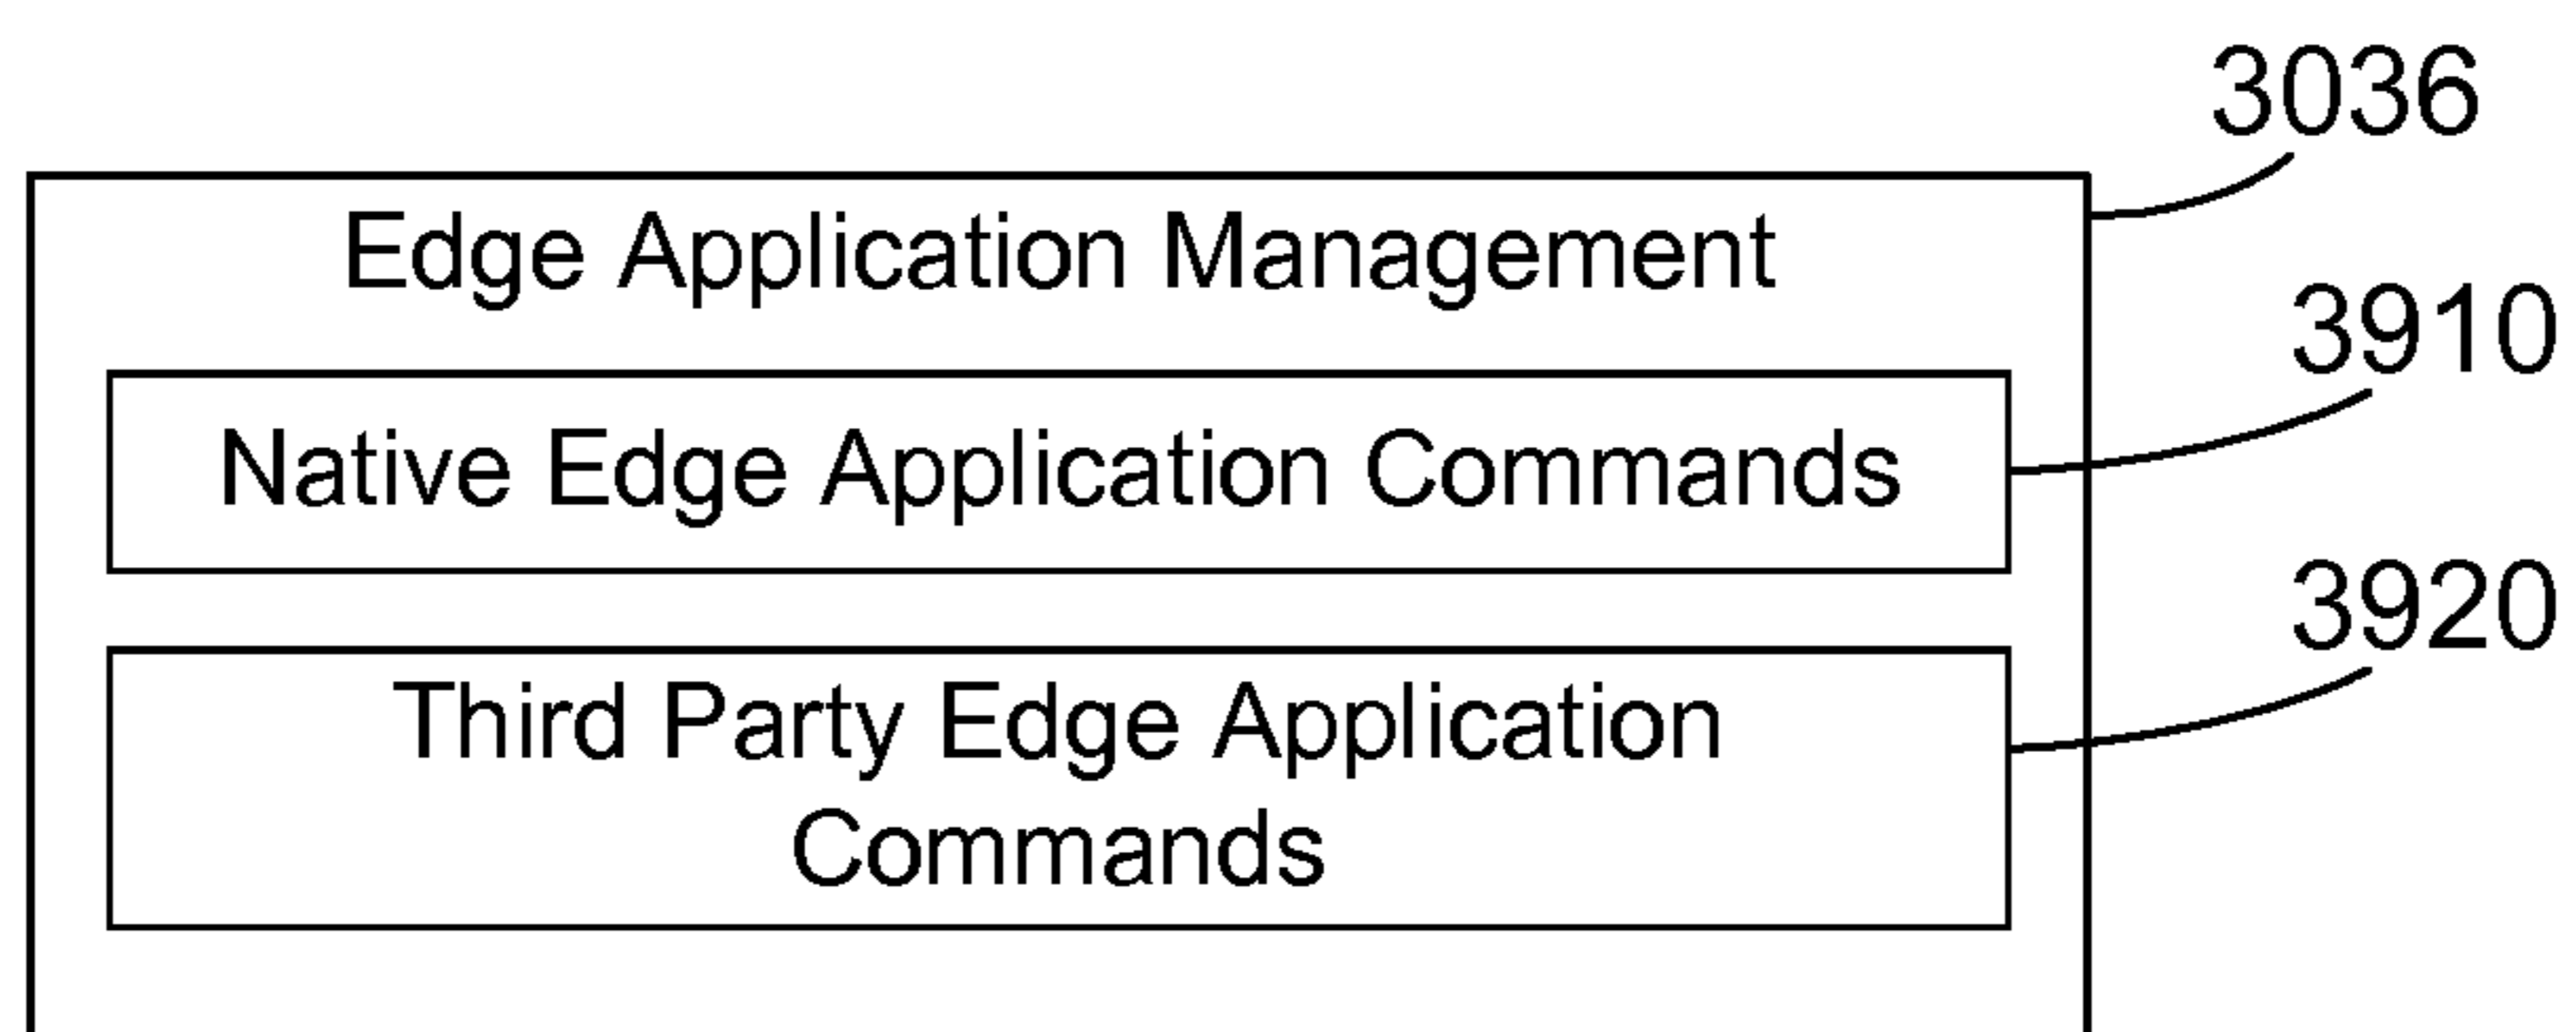 3036
Edge Application Management
3910
Native Edge Application Commands
3920
Third Party Edge Application
Commands